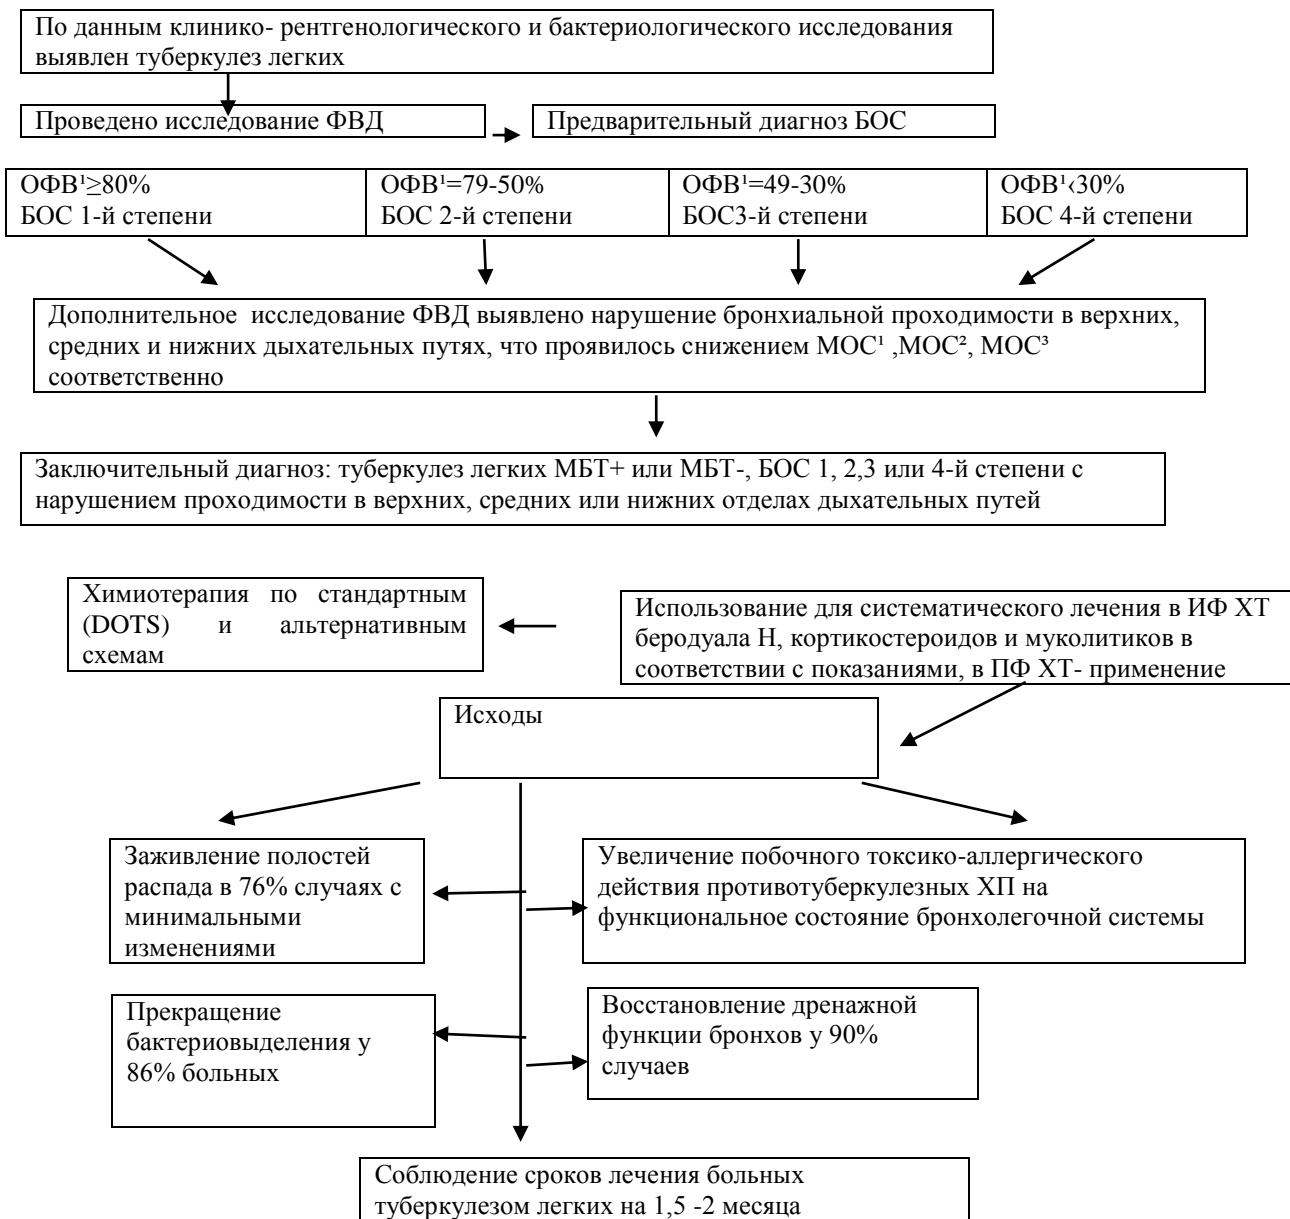 По данным клинико- рентгенологического и бактериологического исследования
выявлен туберкулез легких
Проведено исследование ФВД
Предварительный диагноз БОС
ОФВ¹≥80%
БОС 1-й степени
ОФВ¹=79-50%
БОС 2-й степени
ОФВ¹=49-30%
БОС3-й степени
ОФВ¹‹30%
БОС 4-й степени
Дополнительное исследование ФВД выявлено нарушение бронхиальной проходимости в верхних,
средних и нижних дыхательных путях, что проявилось снижением МОС¹ ,МОС², МОС³
соответственно
Заключительный диагноз: туберкулез легких МБТ+ или МБТ-, БОС 1, 2,3 или 4-й степени с
нарушением проходимости в верхних, средних или нижних отделах дыхательных путей
Химиотерапия по стандартным
(DOTS) и альтернативным
схемам
Использование для систематического лечения в ИФ ХТ
беродуала Н, кортикостероидов и муколитиков в
соответствии с показаниями, в ПФ ХТ- применение
Исходы
Заживление полостей
распада в 76% случаях с
минимальными
изменениями
Увеличение побочного токсико-аллергического
действия противотуберкулезных ХП на
функциональное состояние бронхолегочной системы
Прекращение
бактериовыделения у
86% больных
Восстановление дренажной
функции бронхов у 90%
случаев
Соблюдение сроков лечения больных
туберкулезом легких на 1,5 -2 месяца